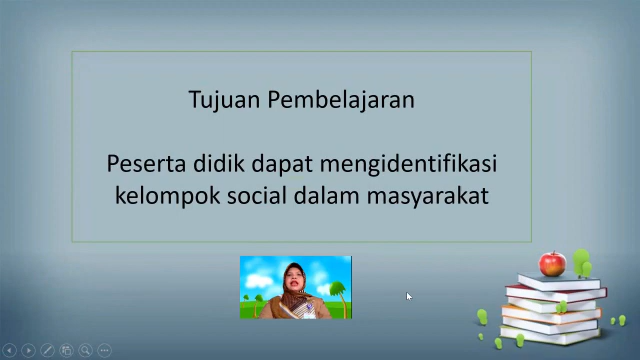 Tujuan Pembelajaran
Peserta didik dapat mengidentifikasi
kelompok social dalam masyarakat